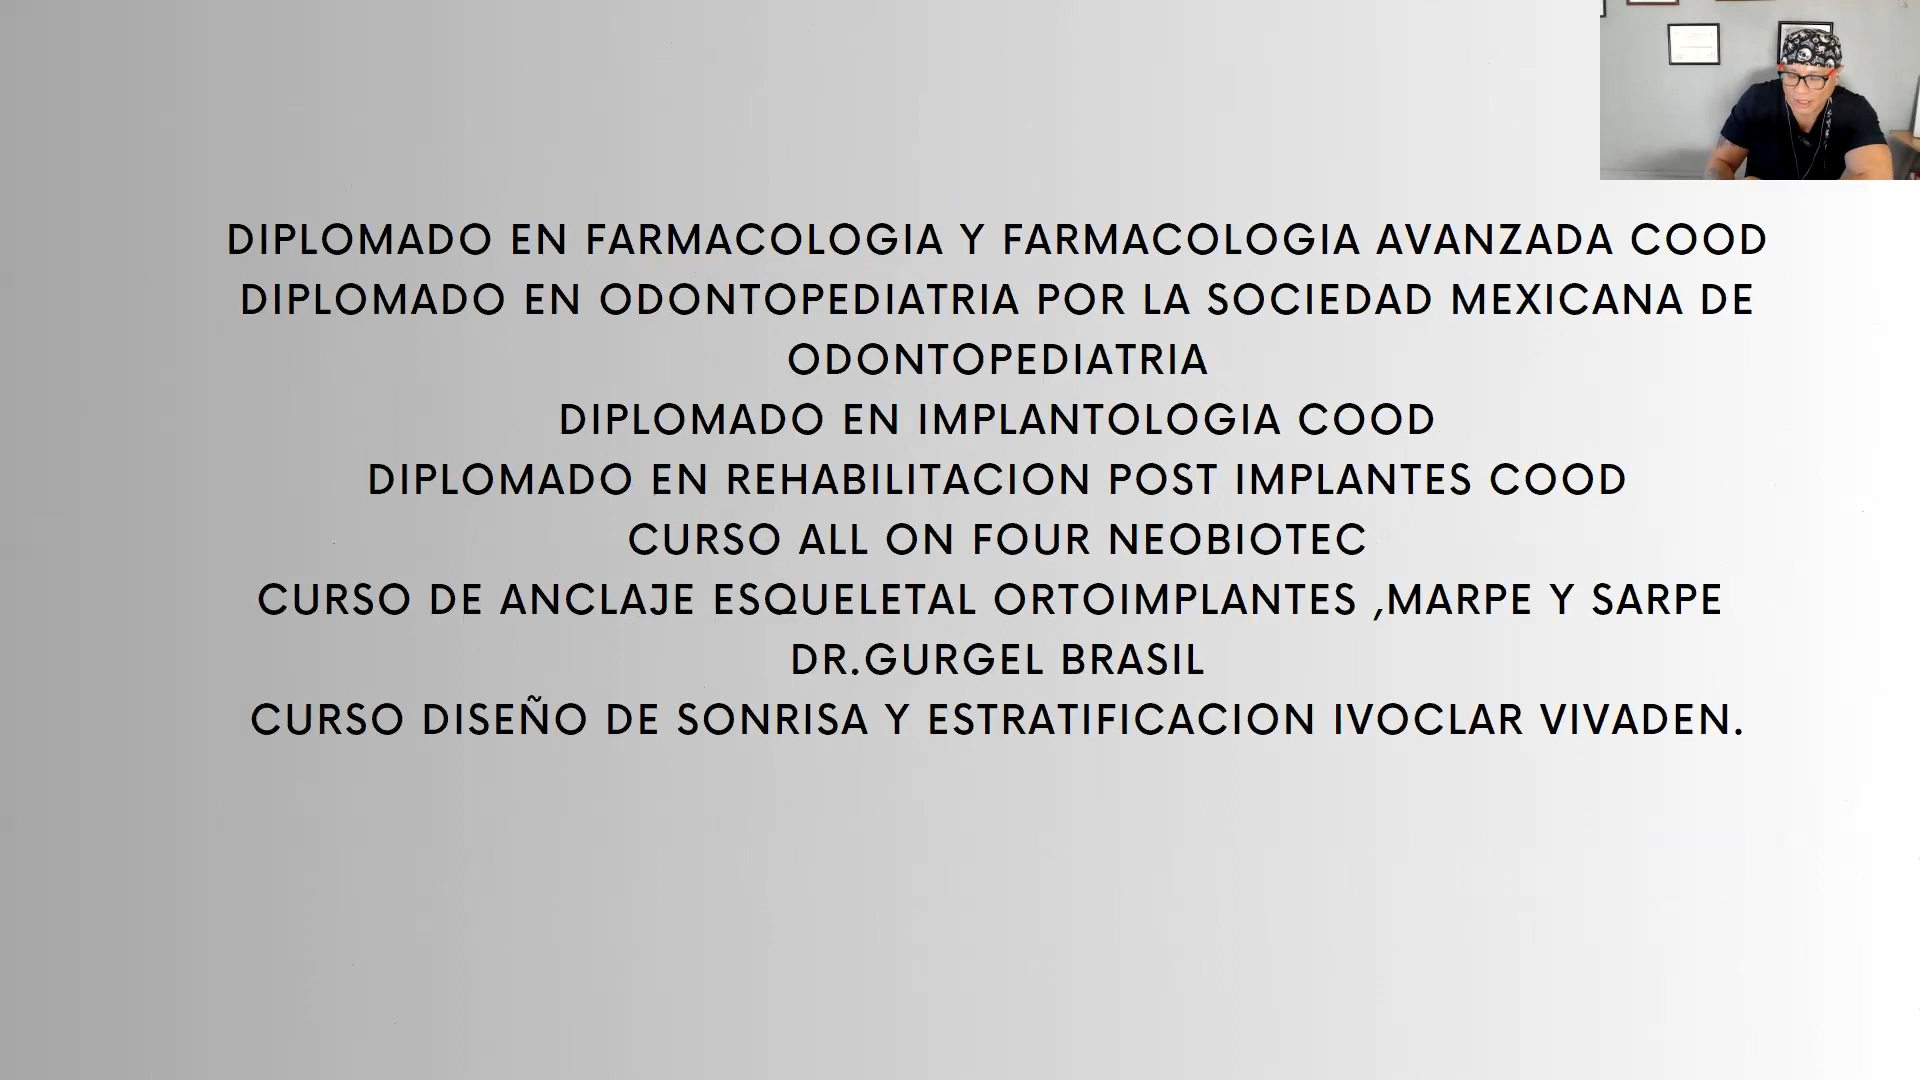 DIPLOMADO EN FARMACOLOGIA Y FARMACOLOGIA AVANZADA COOD
DIPLOMADO EN ODONTOPEDIATRIA POR LA SOCIEDAD MEXICANA DE
ODONTOPEDIATRIA
DIPLOMADO EN IMPLANTOLOGIA COOD
DIPLOMADO EN REHABILITACION POST IMPLANTES COOD
CURSO ALL ON FOUR NEOBIOTEC
CURSO DE ANCLAJE ESQUELETAL ORTOIMPLANTES ,MARPE Y SARPE
DR.GURGEL BRASIL
CURSO DISEÑO DE SONRISA Y ESTRATIFICACION IVOCLAR VIVADEN.